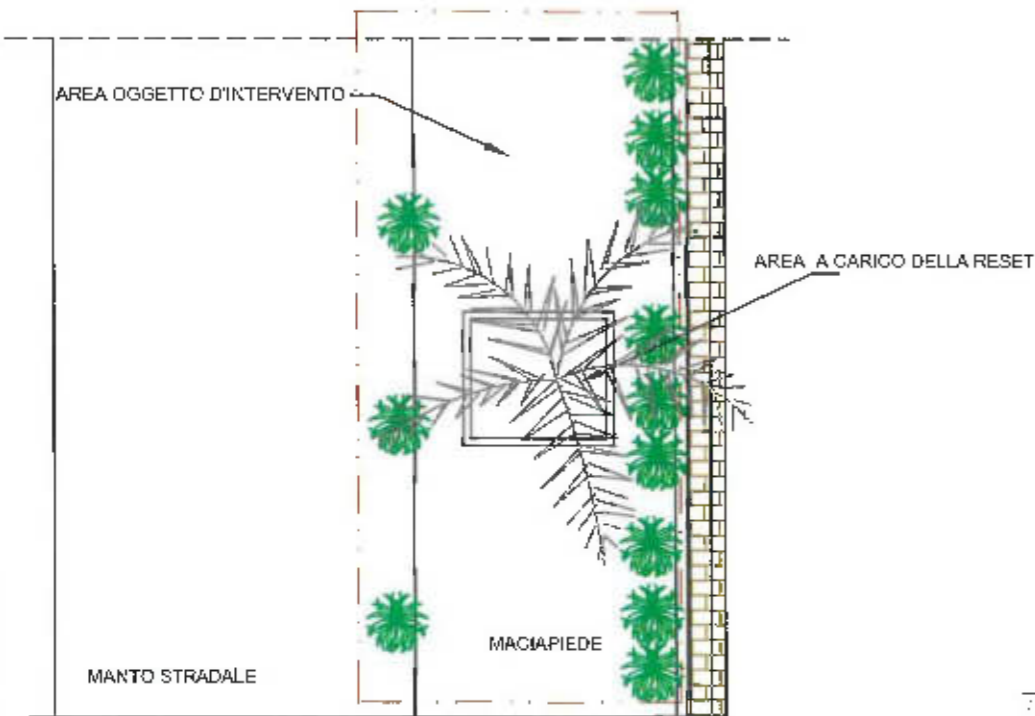 AREA OGGETTO D'INTERVENTO
AREA A CARICO DELLA RESET
MACIAPIEDE
MANTO STRADALE